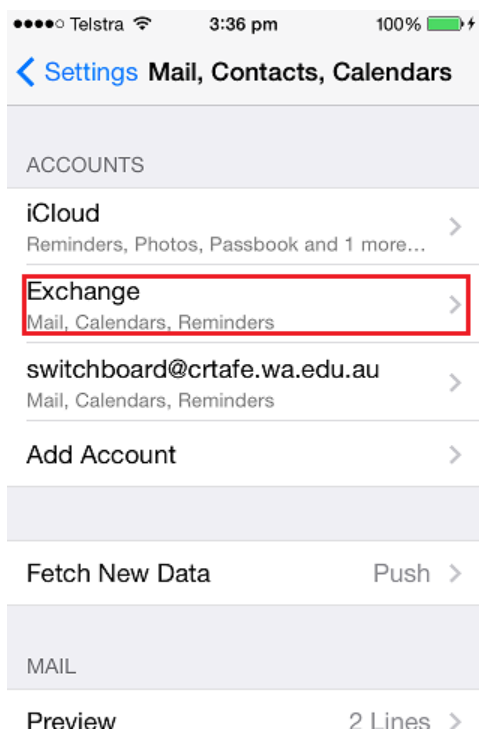 Telstra 3:36 pm 100%
Settings Mail, Contacts, Calendars
ACCOUNTS
iCloud
Reminders, Photos, Passbook and 1 more...
Exchange
Mail, Calendars, Reminders
switchboard@crtafe.wa.edu.au
Mail, Calendars, Reminders
Add Account
Fetch New Data Push
MAIL
Preview 2 Lines